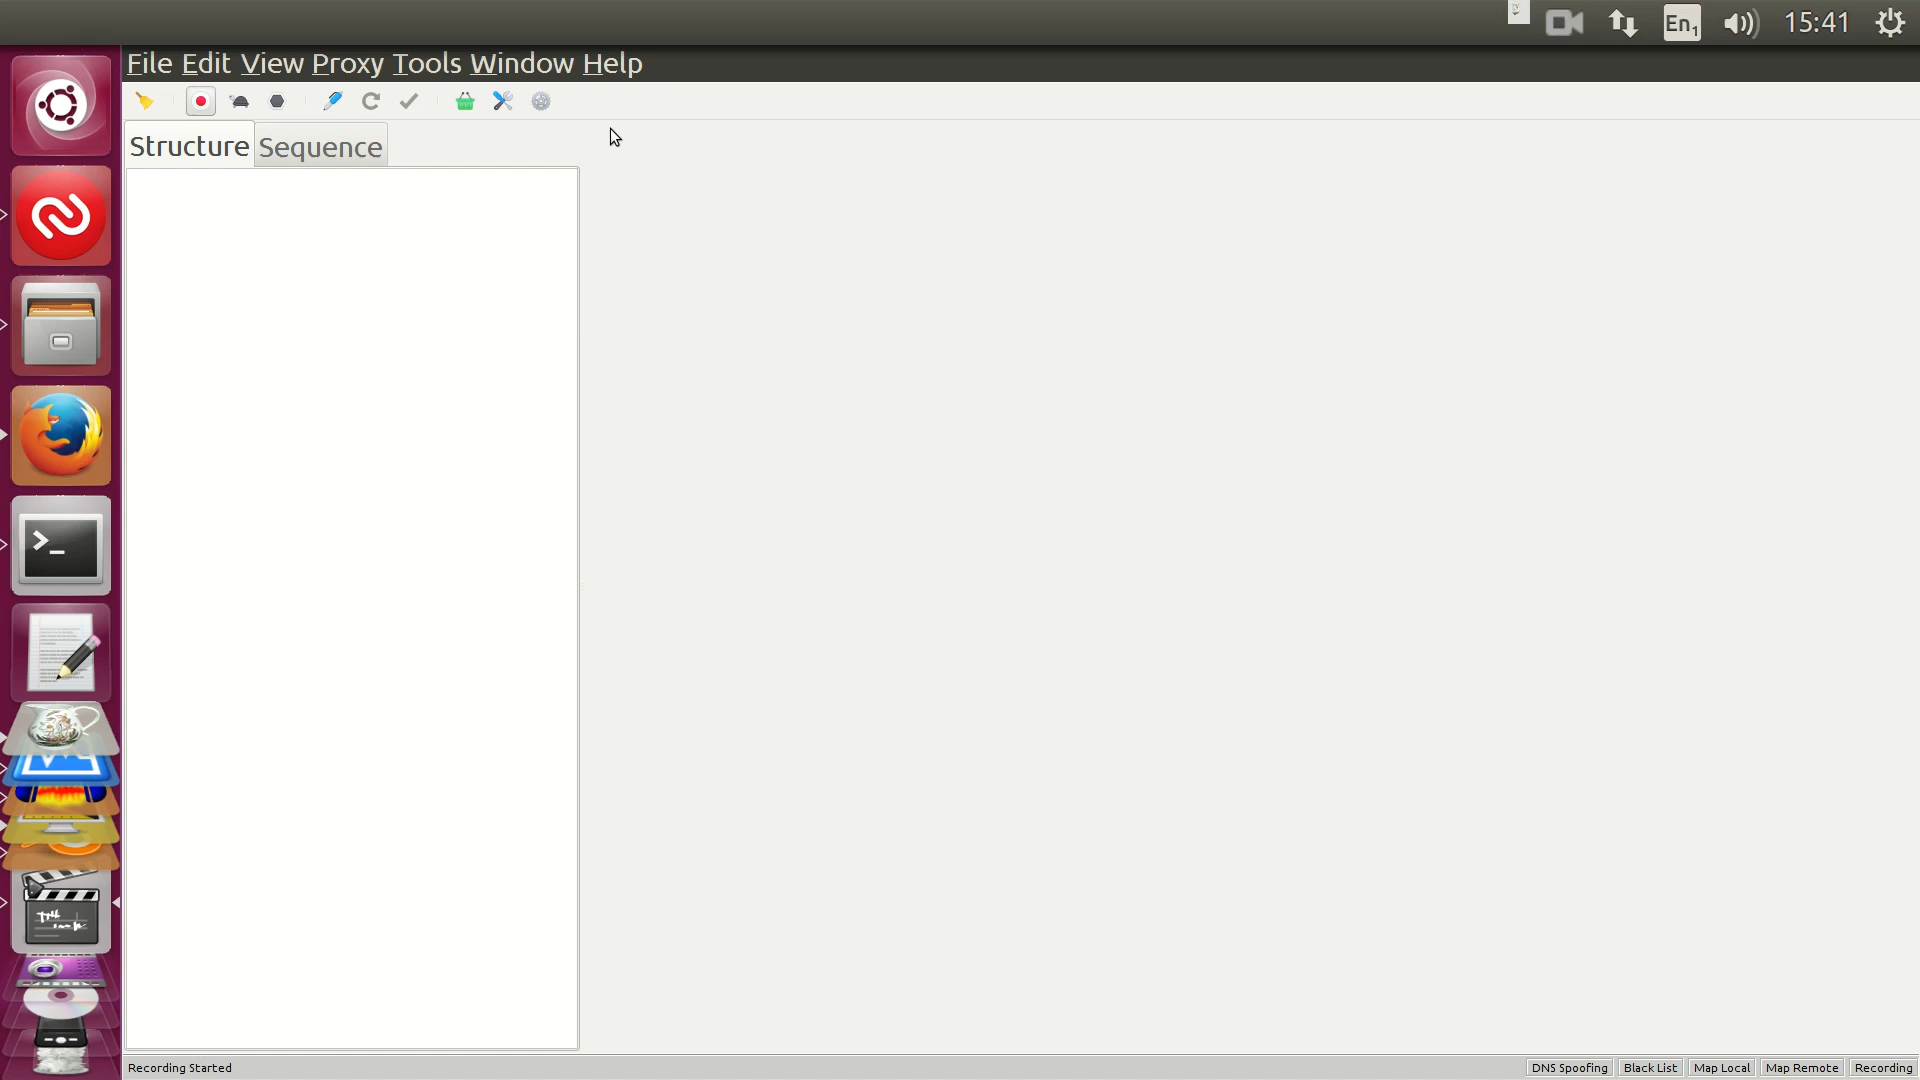 En1
15:41
File Edit View Proxy Tools Window Help
Structure Sequence
Recording Started
DNS Spoofing Black List Map Local Map Remote Recording